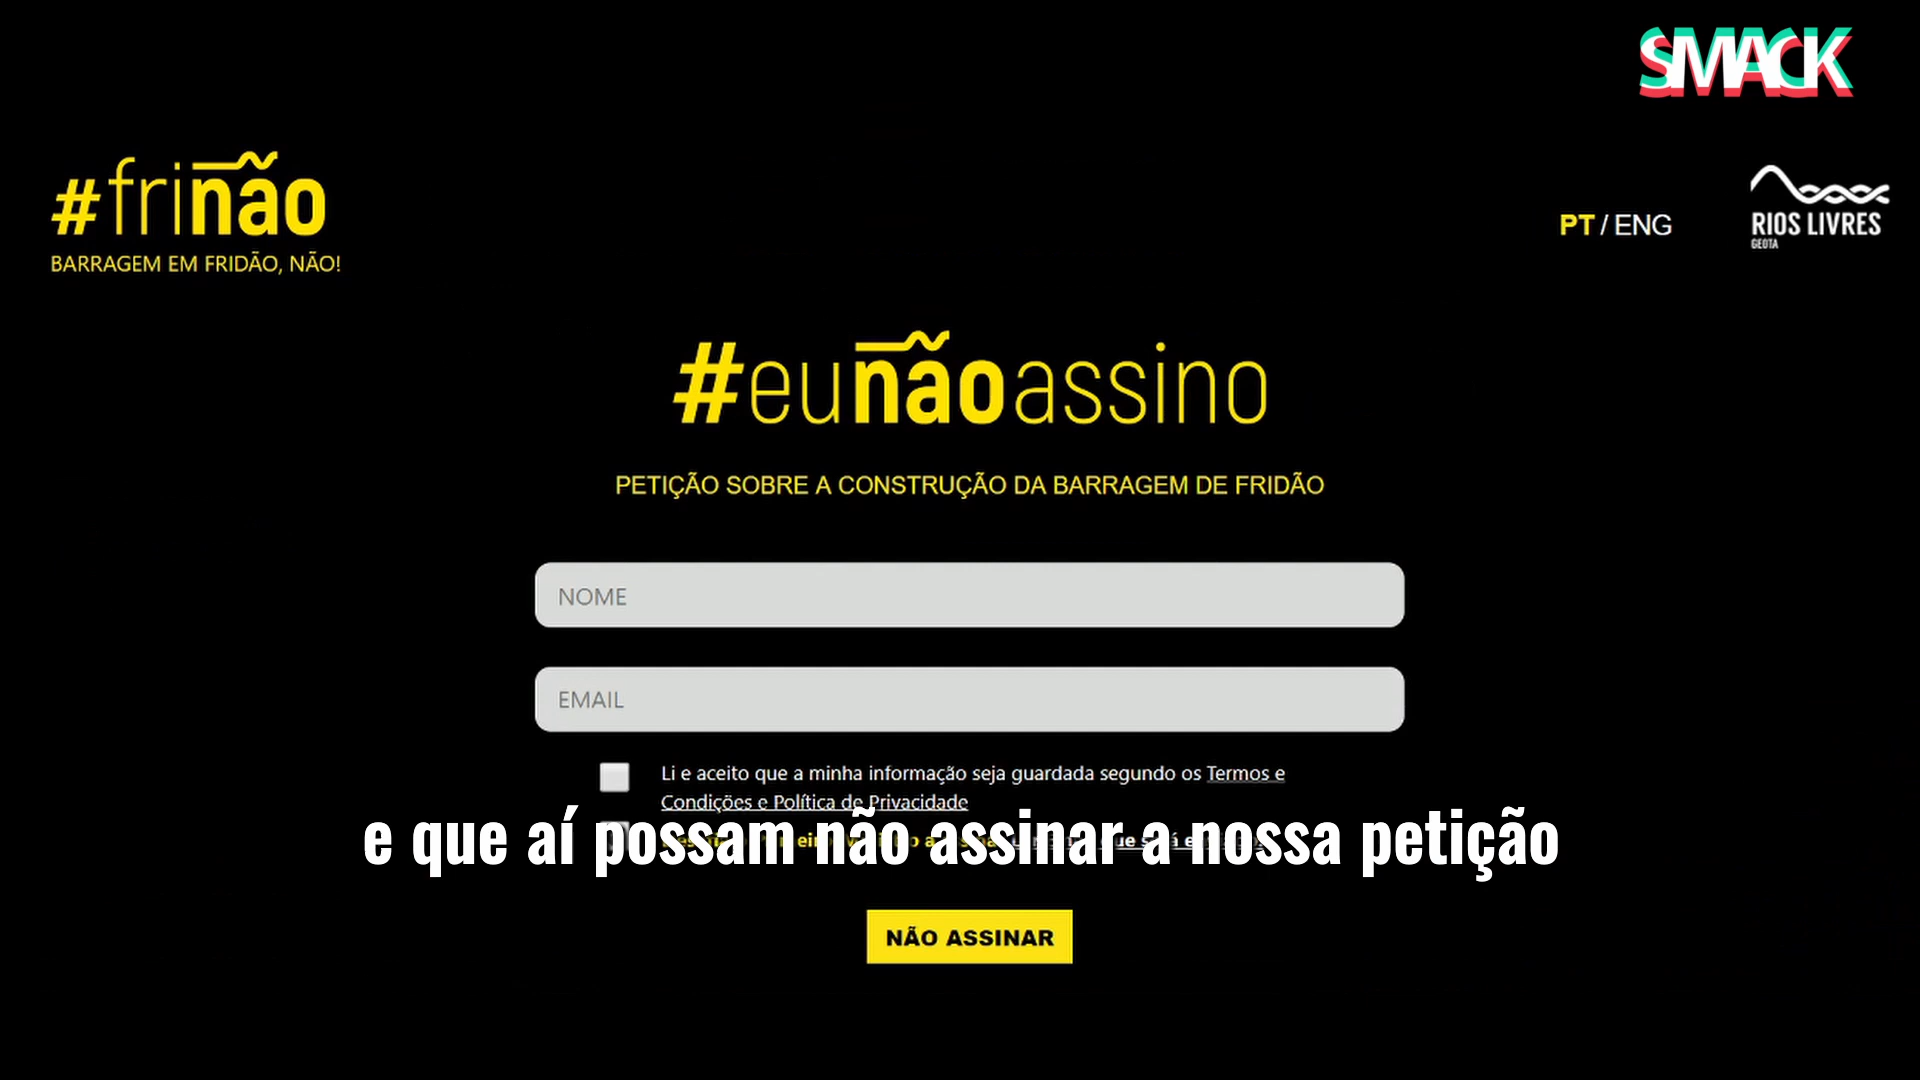 SMACK
#frinão
BARRAGEM EM FRIDÃO, NÃO!
PT / ENG
RIOS LIVRES
GEOTA
#eunãoassino
PETIÇÃO SOBRE A CONSTRUÇÃO DA BARRAGEM DE FRIDÃO
NOME
EMAIL
Li e aceito que a minha informação seja guardada segundo os Termos e
Condições e Política de Privacidade
e que aí possam não assinar a nossa petição
NÃO ASSINAR